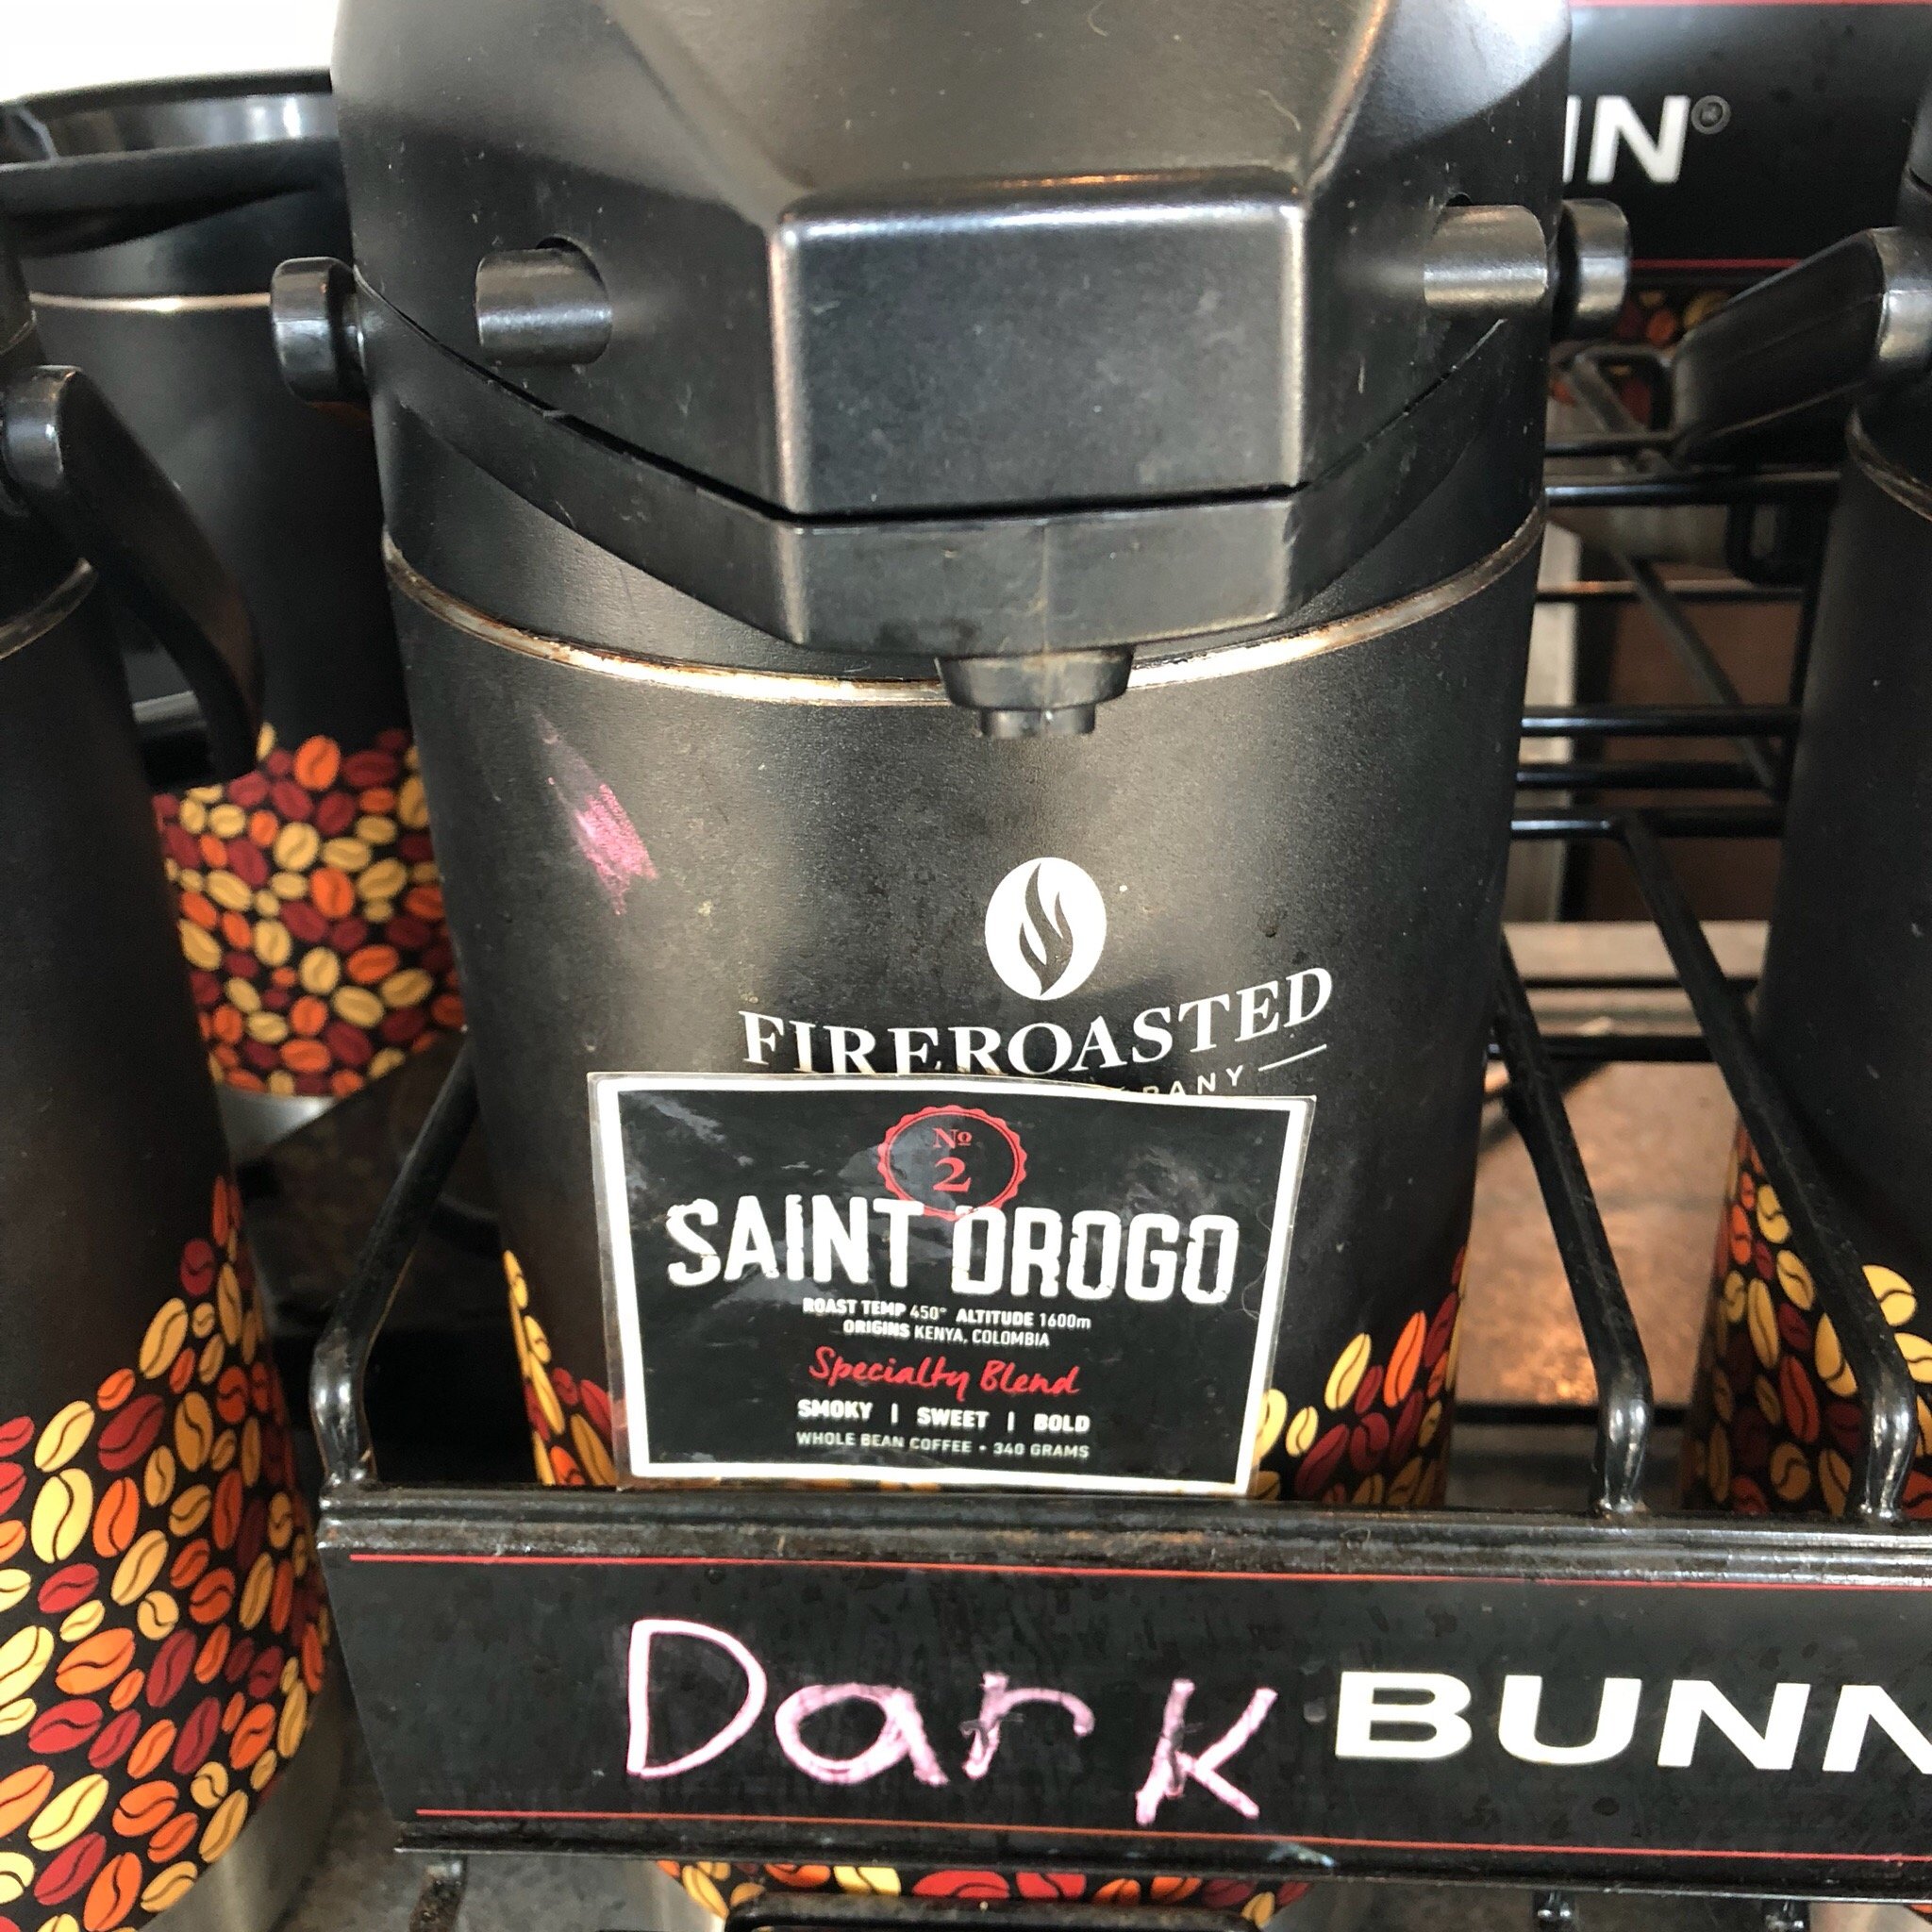 IN®
FIREROASTED
№
2
SAINT DROGO
ROAST TEMP 450° ALTITUDE 1600m
ORIGINS KENYA, COLOMBIA
Specialty Blend
SMOKY | SWEET | BOLD
WHOLE BEAN COFFEE • 340 GRAMS
Dark BUNN